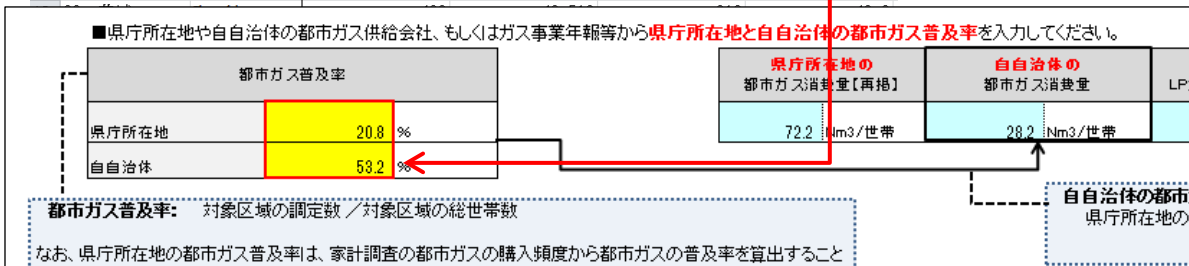 ■県庁所在地や自自治体の都市ガス供給会社、もしくはガス事業年報等から県庁所在地と自自治体の都市ガス普及率を入力してください。
都市ガス普及率
県庁所在地 20.8 %
自自治体 53.2 %
県庁所在地の
都市ガス消費量【再掲】
72.2 Nm3/世帯
自自治体の
都市ガス消費量
28.2 Nm3/世帯
LP
都市ガス普及率: 対象区域の調定数/対象区域の総世帯数
なお、県庁所在地の都市ガス普及率は、家計調査の都市ガスの購入頻度から都市ガスの普及率を算出すること
自自治体の都市
県庁所在地の